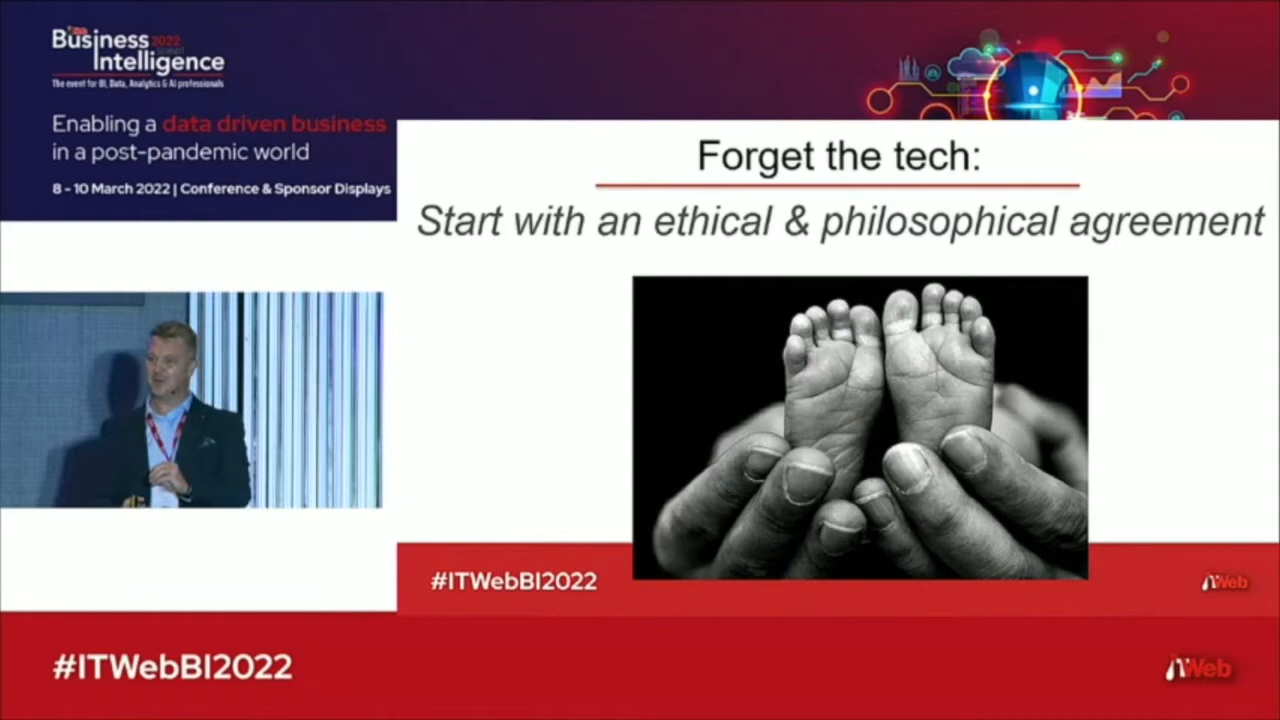 Business 2022
Intelligence
The event for BI, Data, Analytics & AI professionals
Enabling a data driven business
in a post-pandemic world
8 - 10 March 2022 | Conference & Sponsor Displays
Forget the tech:
Start with an ethical & philosophical agreement
#ITWebBI2022
ITWeb
#ITWebBI2022
ITWeb